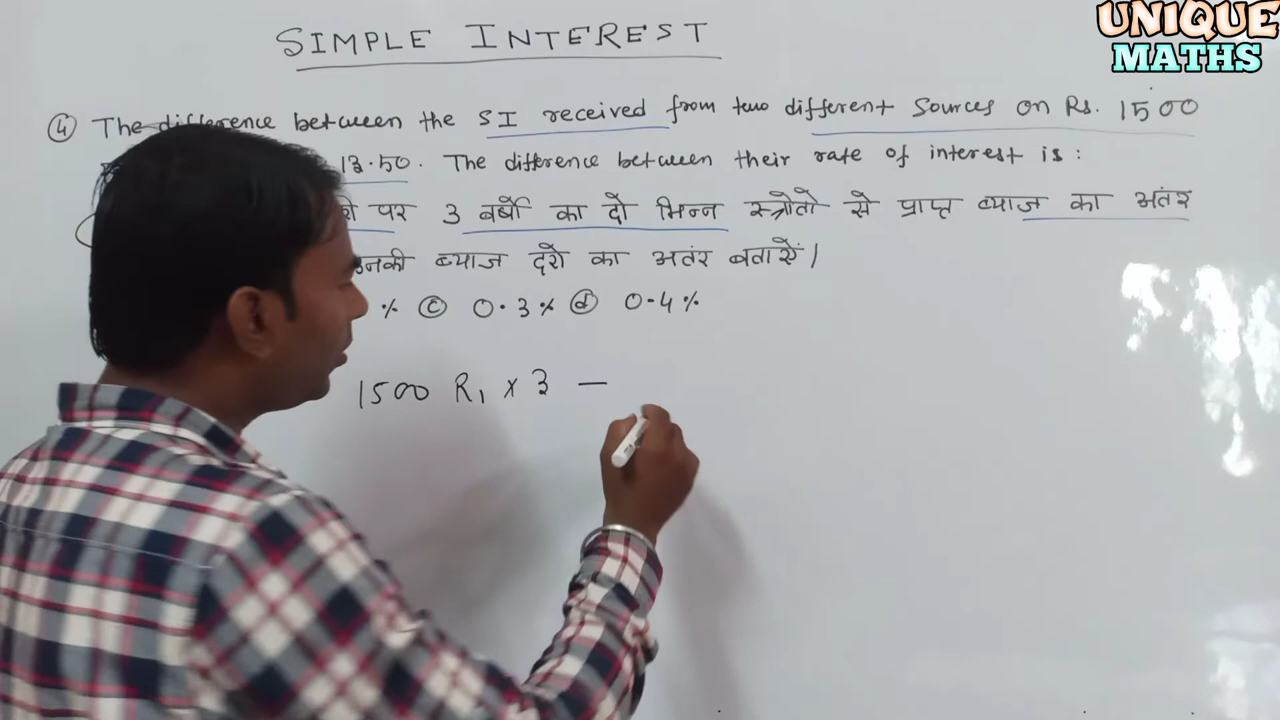 SIMPLE INTEREST
UNIQUE
MATHS
④ The difference between the SI received from two different Sources on Rs. 1500
13.50. The difference between their rate of interest is :
पर 3 वर्षो का दो भिन्न स्त्रोतो से प्राप्त ब्याज का अतंर
उनकी ब्याज दरो का अतंर बतायें।
% ⓒ 0.3% ⓓ 0.4%
1500 R₁ × 3 —